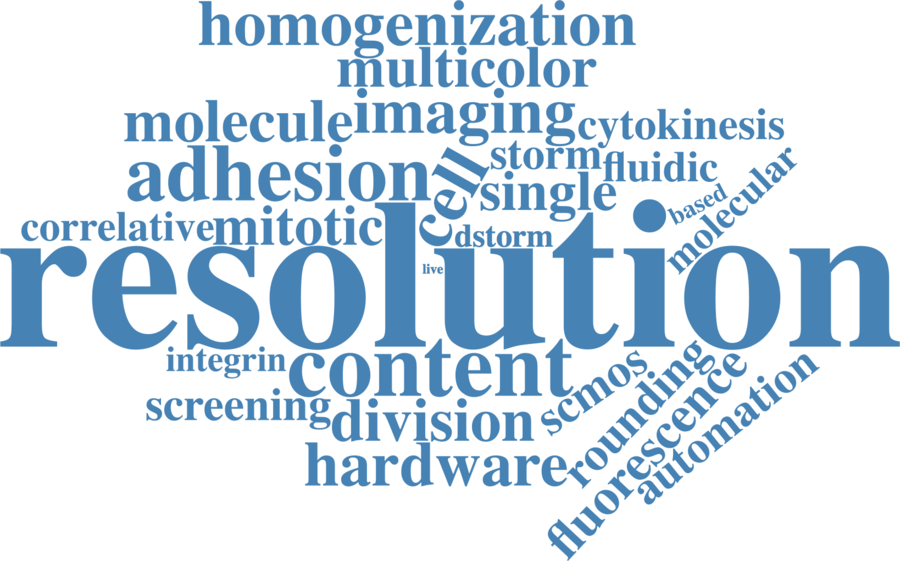 homogenization
multicolor
molecule imaging cytokinesis
adhesion cell storm fluidic
single based molecular
correlative mitotic dstorm
live
resolution
integrin content scmos
screening division rounding
hardware fluorescence automation